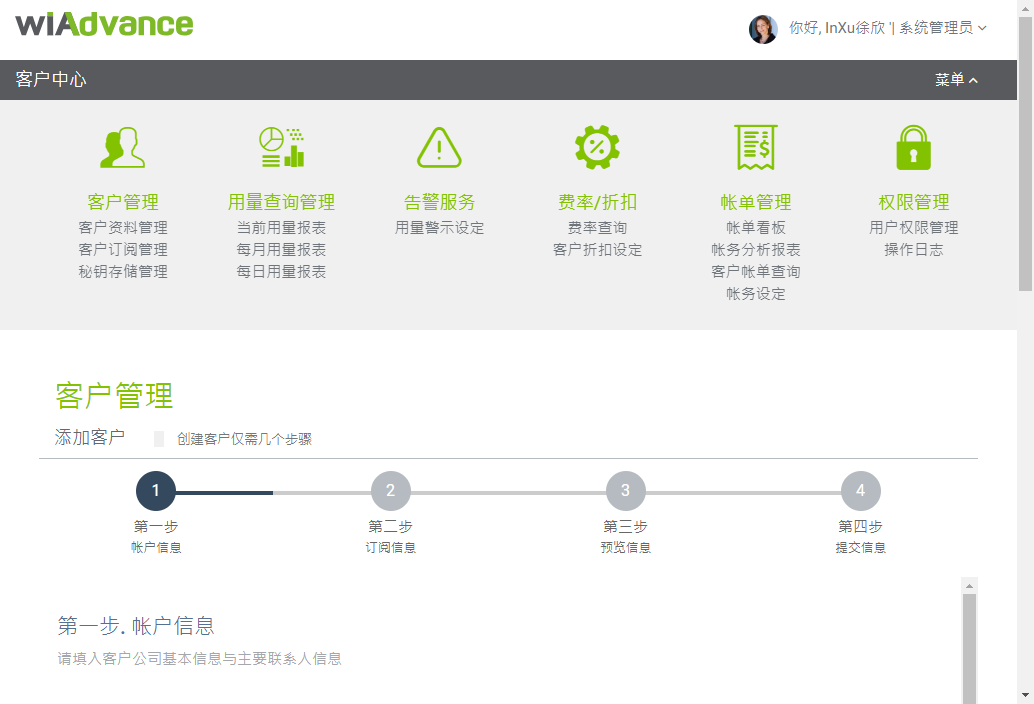 wiAdvance
你好, InXu徐欣 '| 系统管理员
客户中心
菜单
客户管理
客户资料管理
客户订阅管理
秘钥存储管理
用量查询管理
当前用量报表
每月用量报表
每日用量报表
告警服务
用量警示设定
费率/折扣
费率查询
客户折扣设定
帐单管理
帐单看板
帐务分析报表
客户帐单查询
帐务设定
权限管理
用户权限管理
操作日志
客户管理
添加客户 创建客户仅需几个步骤
1 2 3 4
第一步 第二步 第三步 第四步
帐户信息 订阅信息 预览信息 提交信息
第一步. 帐户信息
请填入客户公司基本信息与主要联系人信息